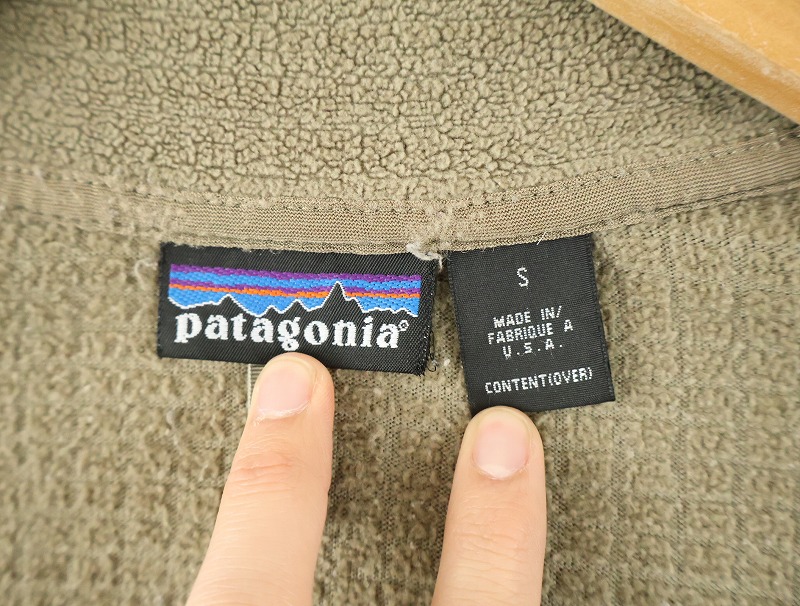 patagonia®
S
MADE IN/
FABRIQUE A
U.S.A.
CONTENT(OVER)